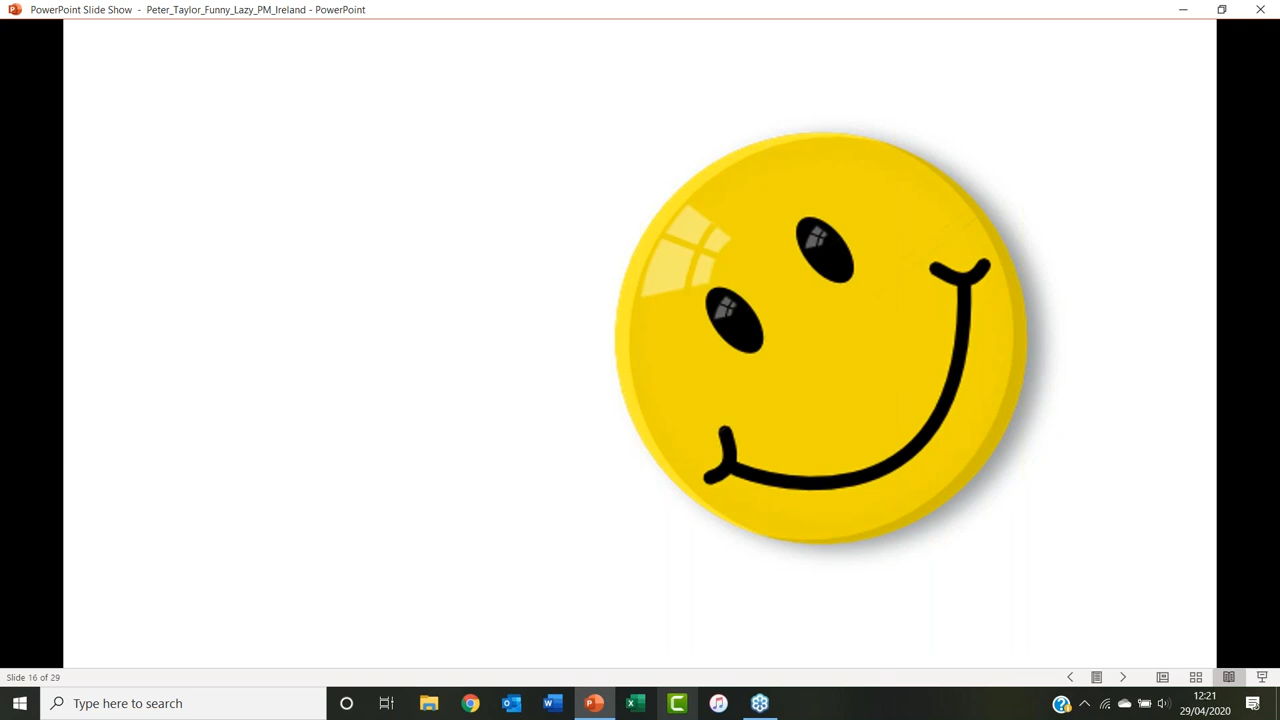 PowerPoint Slide Show - Peter_Taylor_Funny_Lazy_PM_Ireland - PowerPoint
Slide 16 of 29
Type here to search
12:21
29/04/2020